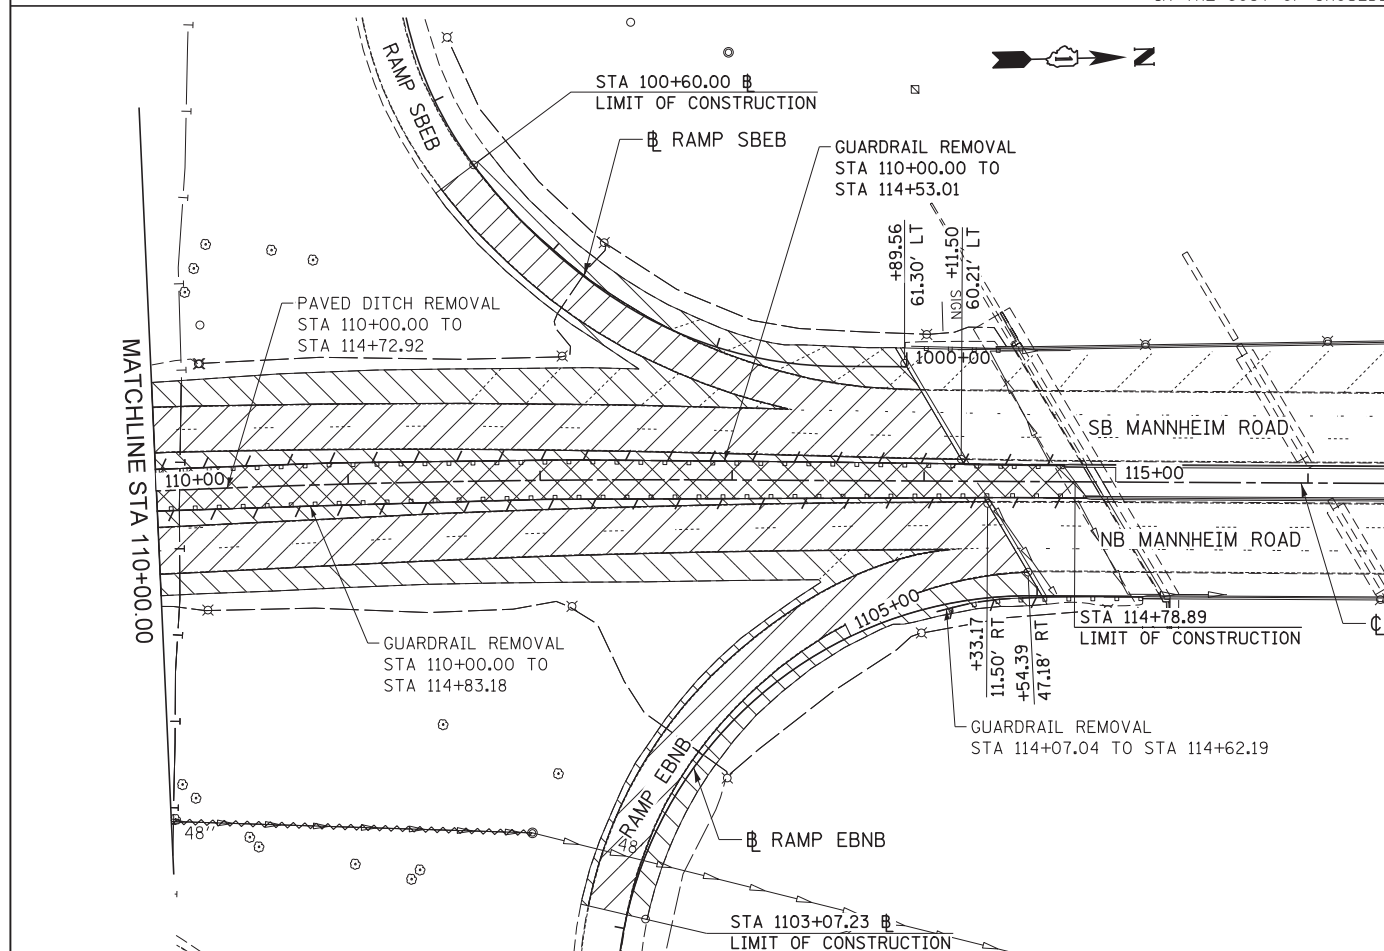 RAMP SBEB
STA 100+60.00 ⅊
LIMIT OF CONSTRUCTION
RAMP SBEB
N
GUARDRAIL REMOVAL
STA 110+00.00 TO
STA 114+53.01
+89.56
61.30' LT
SIGN
+11.50
60.21' LT
PAVED DITCH REMOVAL
STA 110+00.00 TO
STA 114+72.92
1000+00
MATCHLINE STA 110+00.00
SB MANNHEIM ROAD
110+00
115+00
NB MANNHEIM ROAD
1105+00
GUARDRAIL REMOVAL
STA 110+00.00 TO
STA 114+83.18
+33.17
11.50' RT
+54.39
47.18' RT
STA 114+78.89
LIMIT OF CONSTRUCTION
GUARDRAIL REMOVAL
STA 114+07.04 TO STA 114+62.19
RAMP EBNB
48"
48
RAMP EBNB
STA 1103+07.23
LIMIT OF CONSTRUCTION